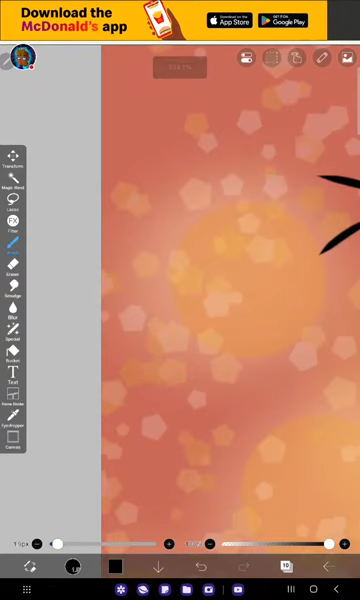 Download the
McDonald's app
Download on the
App Store
GET IT ON
Google Play
Transform
Magic Wand
Lasso
FX
Filter
Brush
Eraser
Smudge
Blur
Special
Bucket
T
Text
Frame Divider
Eyedropper
Canvas
10